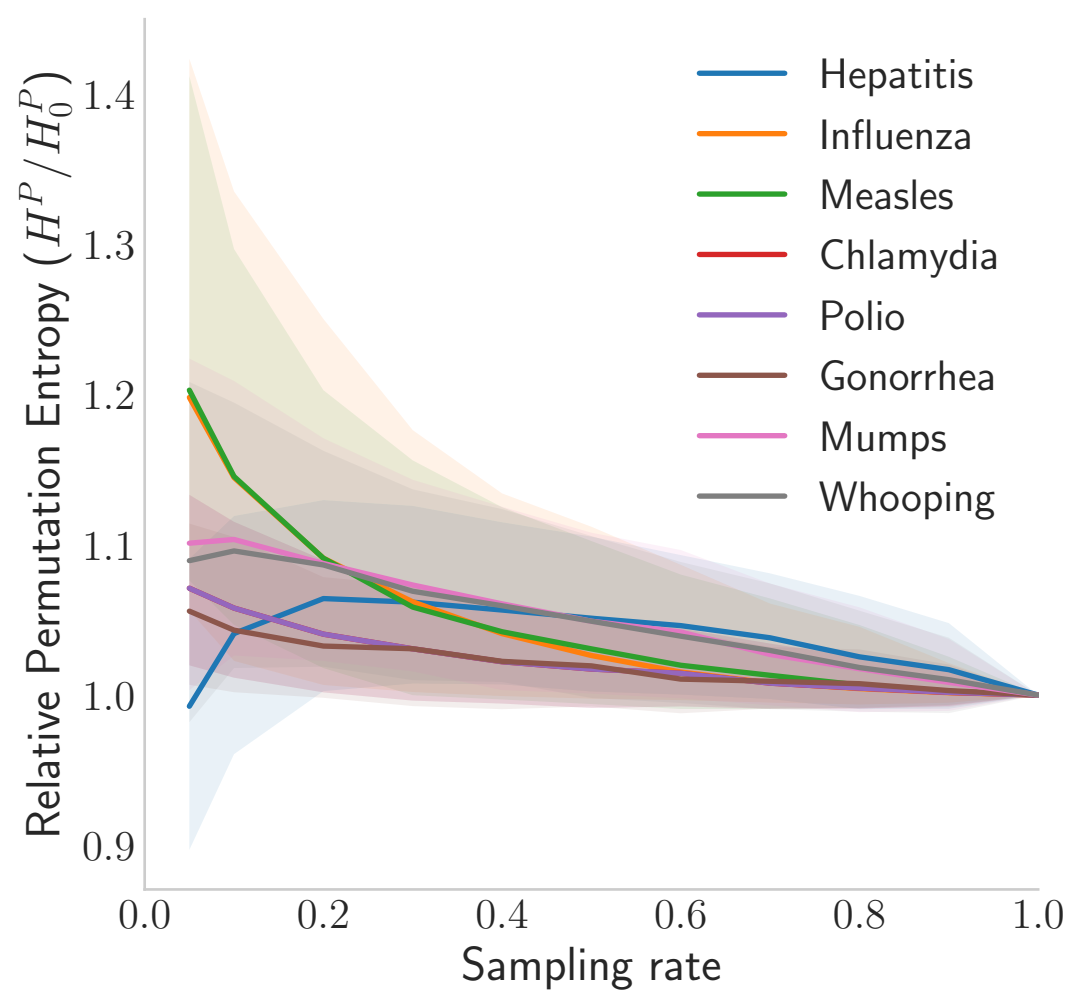 Relative Permutation Entropy ($H^P/H_0^P$)
1.4
1.3
1.2
1.1
1.0
0.9
Hepatitis
Influenza
Measles
Chlamydia
Polio
Gonorrhea
Mumps
Whooping
0.0 0.2 0.4 0.6 0.8 1.0
Sampling rate